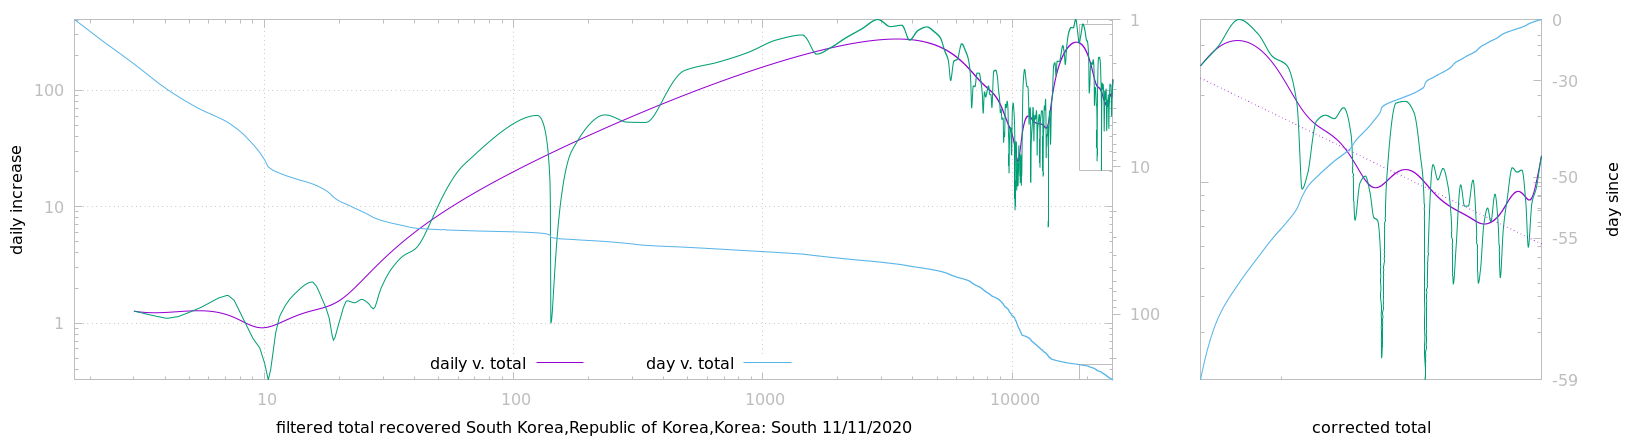 daily increase
100
10
1
10
100
1000
10000
1
10
100
daily v. total
day v. total
filtered total recovered South Korea,Republic of Korea,Korea: South 11/11/2020
0
-30
-50
-55
-59
day since
corrected total